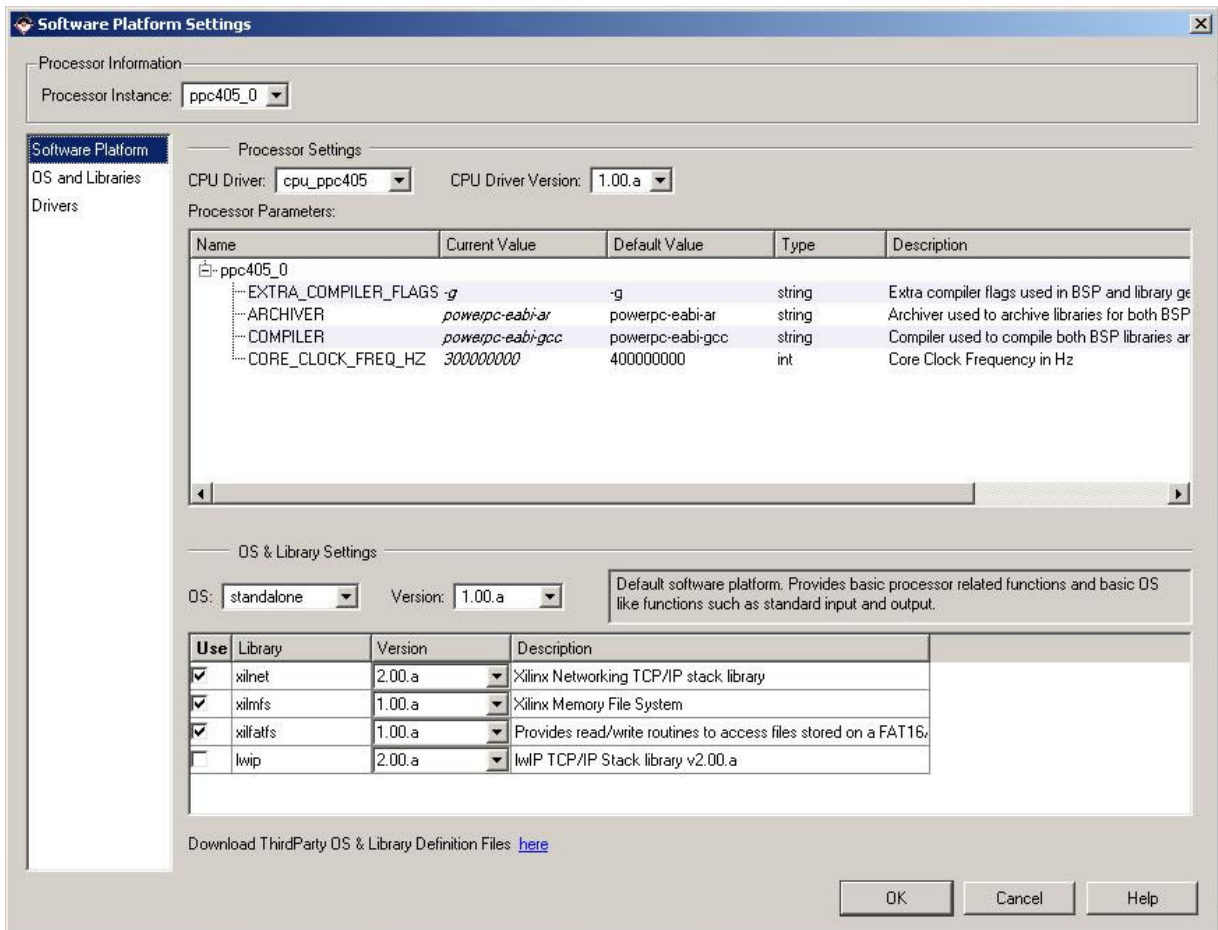 Software Platform Settings
Processor Information
Processor Instance: ppc405_0
Software Platform
OS and Libraries
Drivers
Processor Settings
CPU Driver: cpu_ppc405 CPU Driver Version: 1.00.a
Processor Parameters:
Name Current Value Default Value Type Description
ppc405_0
EXTRA_COMPILER_FLAGS -g -g string Extra compiler flags used in BSP and library ge
ARCHIVER powerpc-eabi-ar powerpc-eabi-ar string Archiver used to archive libraries for both BSP
COMPILER powerpc-eabi-gcc powerpc-eabi-gcc string Compiler used to compile both BSP libraries ar
CORE_CLOCK_FREQ_HZ 300000000 400000000 int Core Clock Frequency in Hz
OS & Library Settings
OS: standalone Version: 1.00.a
Default software platform. Provides basic processor related functions and basic OS
like functions such as standard input and output.
Use Library Version Description
xilnet 2.00.a Xilinx Networking TCP/IP stack library
xilmfs 1.00.a Xilinx Memory File System
xilfatfs 1.00.a Provides read/write routines to access files stored on a FAT16/
lwip 2.00.a lwIP TCP/IP Stack library v2.00.a
Download ThirdParty OS & Library Definition Files here
OK Cancel Help